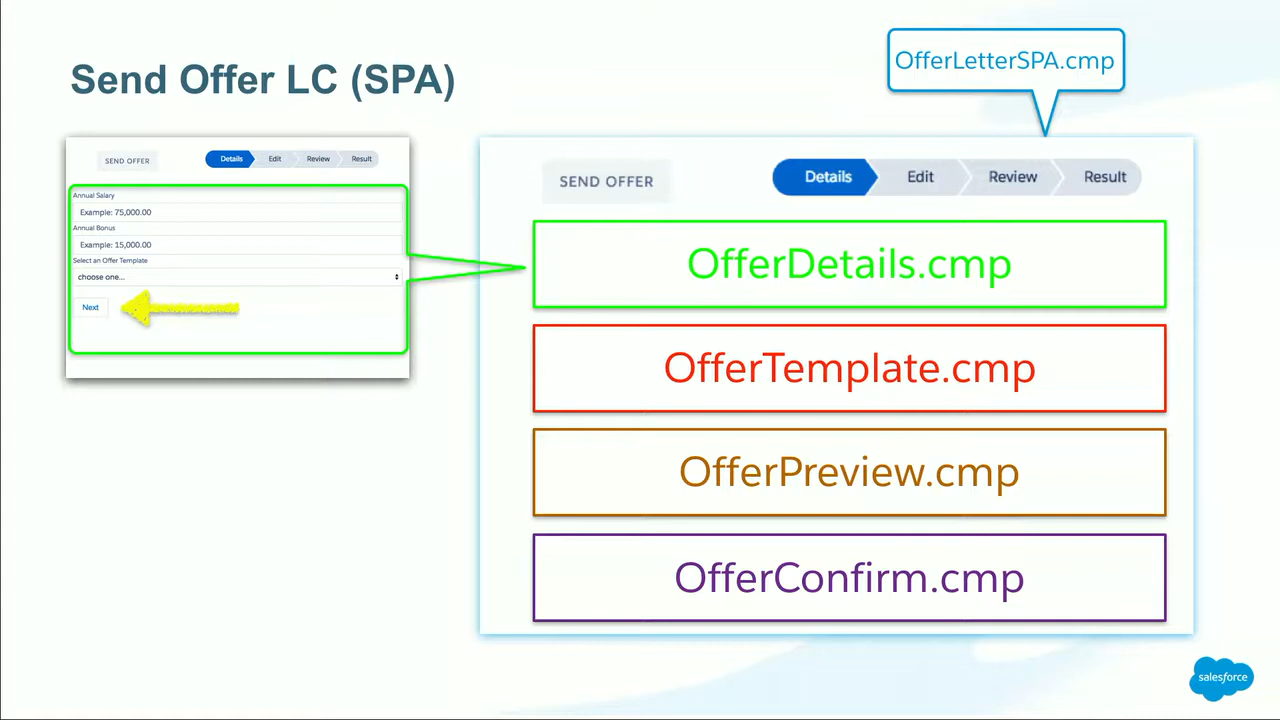 Send Offer LC (SPA)
OfferLetterSPA.cmp
SEND OFFER
Details Edit Review Result
Annual Salary
Example: 75,000.00
Annual Bonus
Example: 15,000.00
Select an Offer Template
choose one...
Next
SEND OFFER
Details Edit Review Result
OfferDetails.cmp
OfferTemplate.cmp
OfferPreview.cmp
OfferConfirm.cmp
salesforce